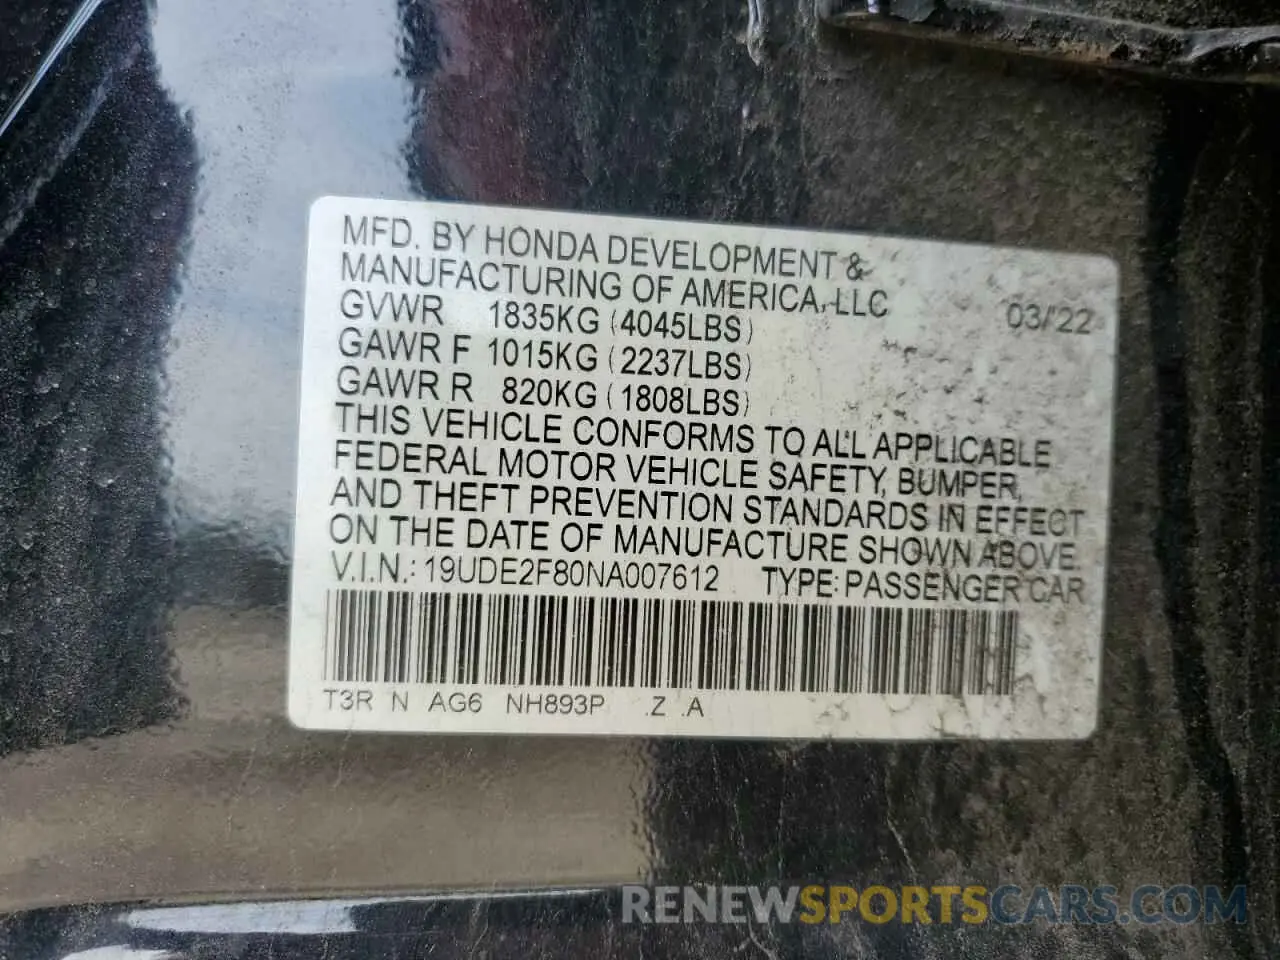 MFD. BY HONDA DEVELOPMENT &
MANUFACTURING OF AMERICA, LLC 03/'22
GVWR 1835KG (4045LBS)
GAWR F 1015KG (2237LBS)
GAWR R 820KG (1808LBS)
THIS VEHICLE CONFORMS TO ALL APPLICABLE
FEDERAL MOTOR VEHICLE SAFETY, BUMPER,
AND THEFT PREVENTION STANDARDS IN EFFECT
ON THE DATE OF MANUFACTURE SHOWN ABOVE.
V.I.N.: 19UDE2F80NA007612 TYPE: PASSENGER CAR
T3R N AG6 NH893P .Z .A
RENEWSPORTSCARS.COM